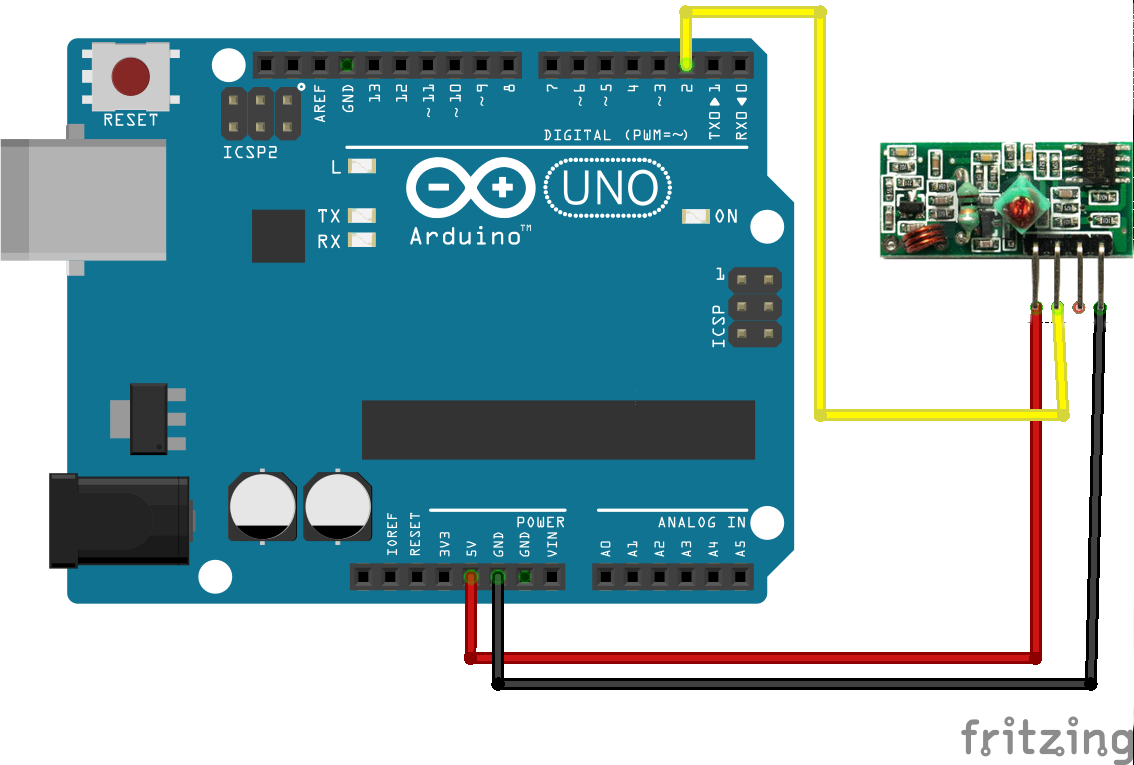 RESET
ICSP2
AREF
GND
13
12
~11
~10
~9
8
7
~6
~5
4
~3
2
TXO▶1
RXO◀0
DIGITAL (PWM=~)
L
TX
RX
UNO
Arduino™
ON
1
ICSP
POWER
ANALOG IN
IOREF
RESET
3V3
5V
GND
GND
VIN
A0
A1
A2
A3
A4
A5
fritzing